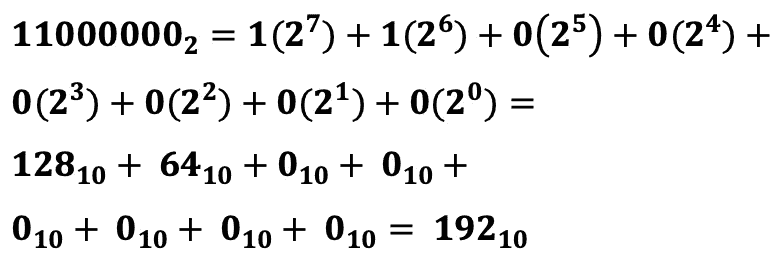 11000000₂ = 1(2⁷) + 1(2⁶) + 0(2⁵) + 0(2⁴) +
0(2³) + 0(2²) + 0(2¹) + 0(2⁰) =
128₁₀ + 64₁₀ + 0₁₀ + 0₁₀ +
0₁₀ + 0₁₀ + 0₁₀ + 0₁₀ = 192₁₀